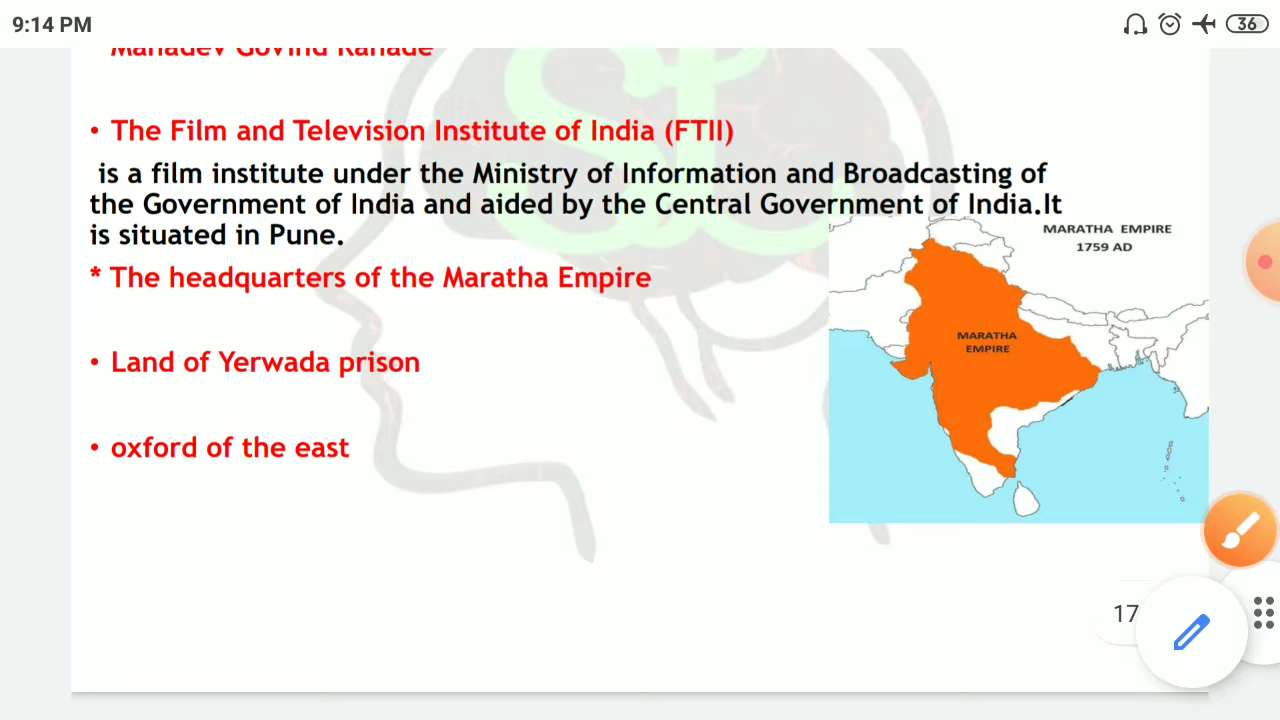 9:14 PM
36
Mahadev Govind Ranade
• The Film and Television Institute of India (FTII)
is a film institute under the Ministry of Information and Broadcasting of
the Government of India and aided by the Central Government of India.It
is situated in Pune.
MARATHA EMPIRE
1759 AD
* The headquarters of the Maratha Empire
MARATHA
EMPIRE
• Land of Yerwada prison
• oxford of the east
17